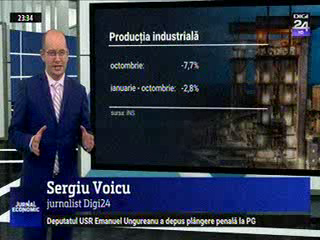 23:34
DIGI
24
HD
Producția industrială
octombrie: -7,7%
ianuarie - octombrie: -2,8%
sursa: INS
Sergiu Voicu
jurnalist Digi24
JURNAL
ECONOMIC
Deputatul USR Emanuel Ungureanu a depus plângere penală la PG